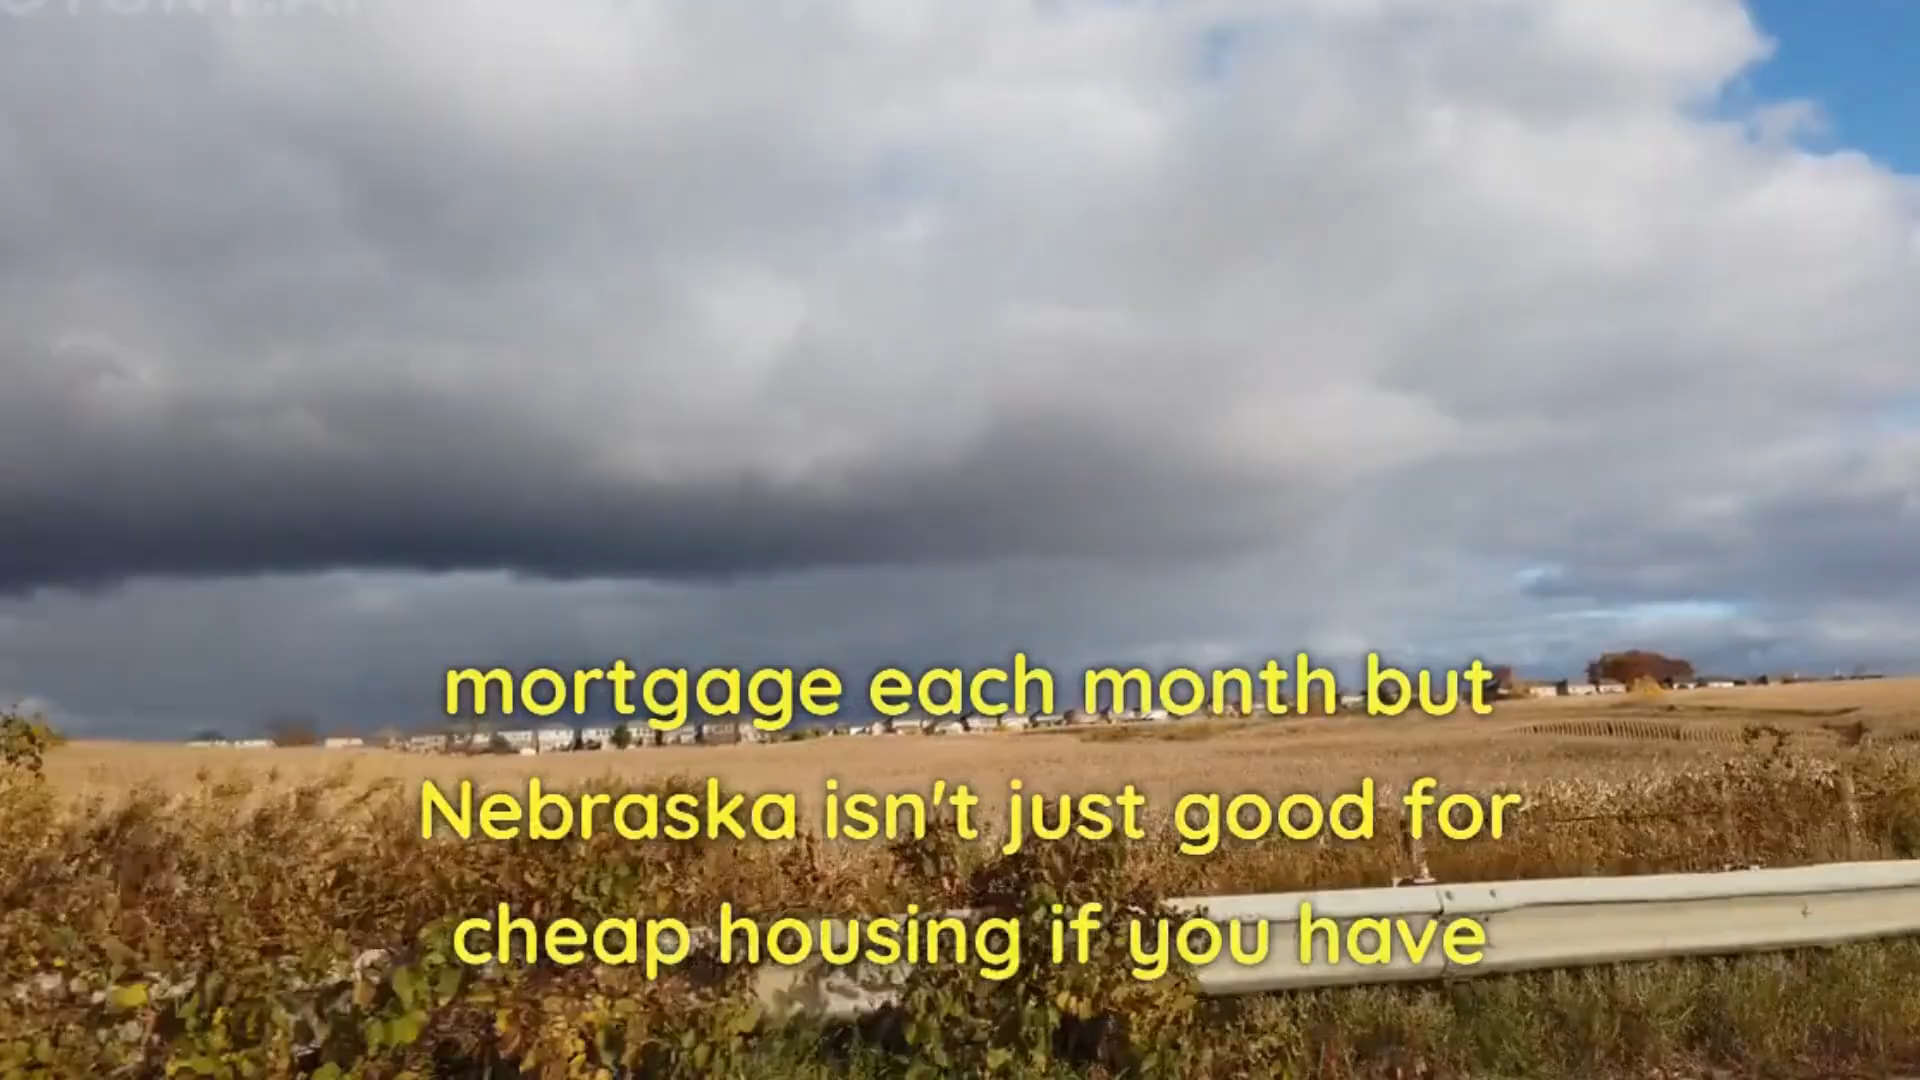 mortgage each month but
Nebraska isn't just good for
cheap housing if you have